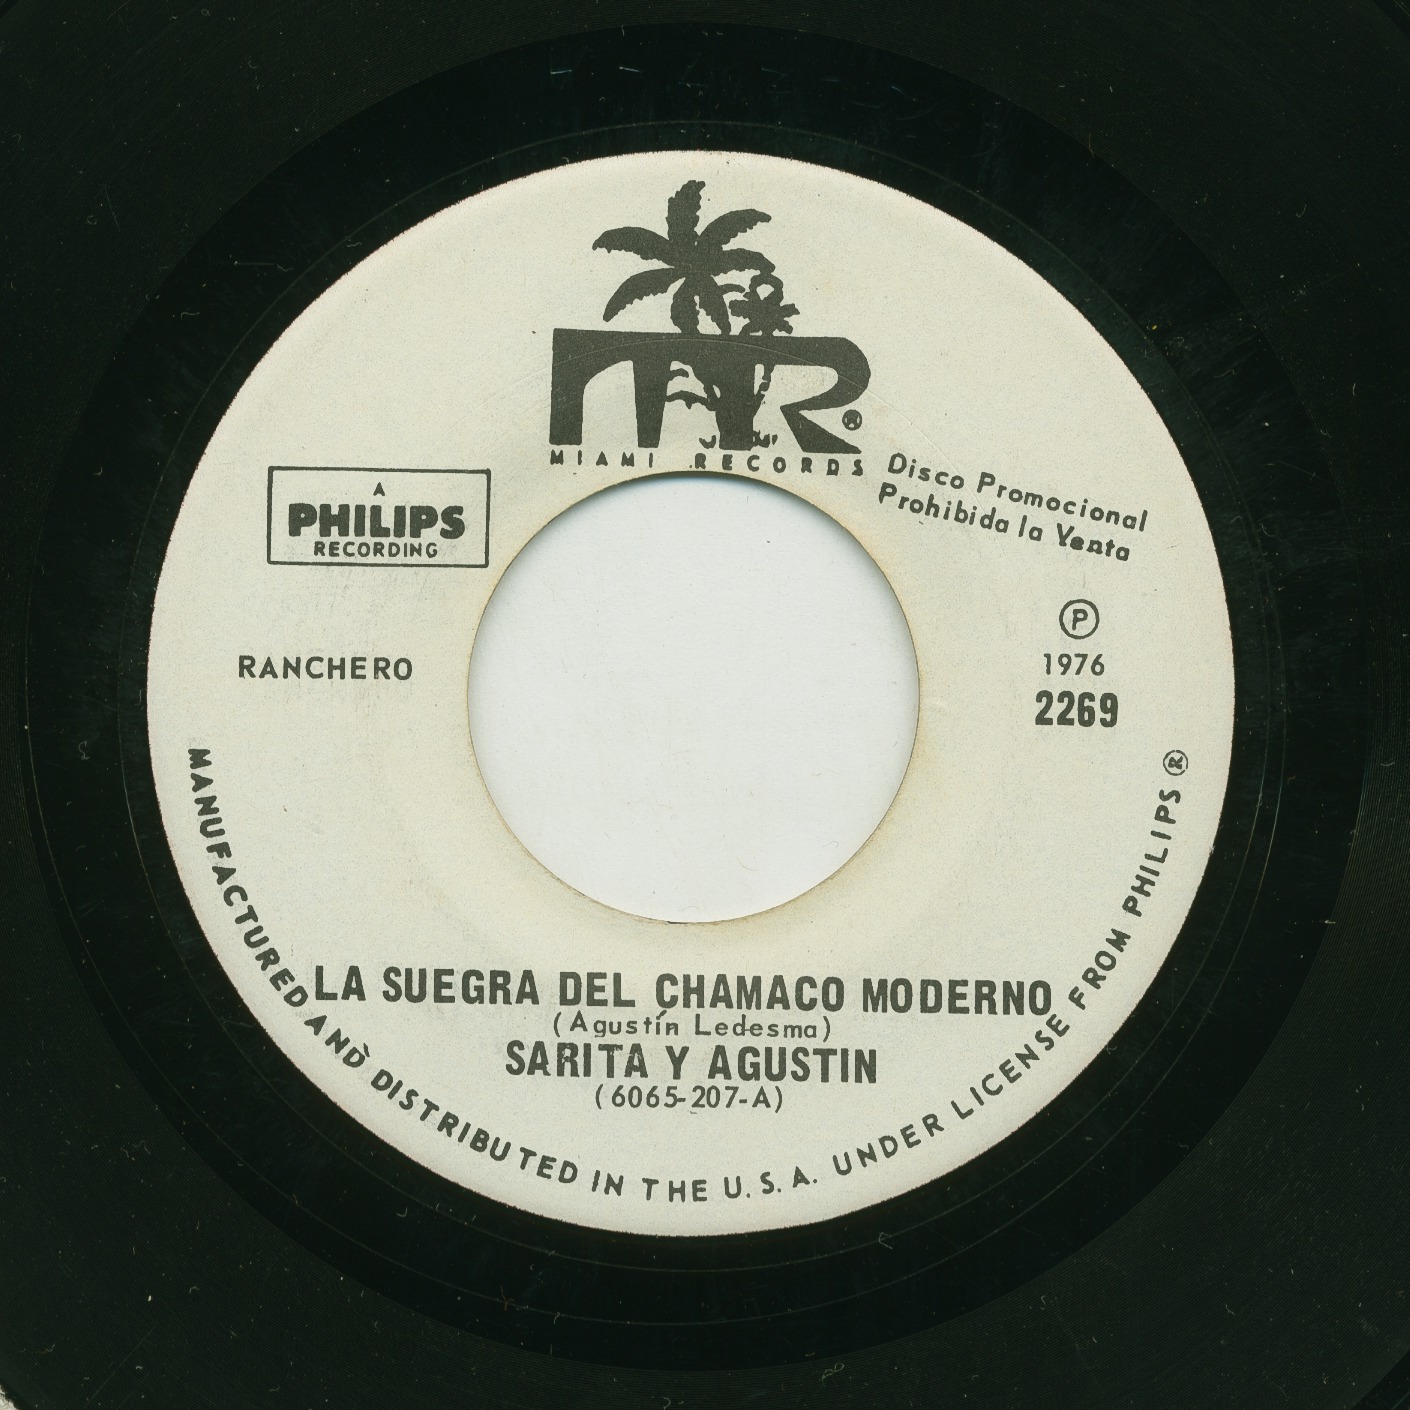 MR®
MIAMI RECORDS
A
PHILIPS
RECORDING
Disco Promocional
Prohibida la Venta
RANCHERO
Ⓟ
1976
2269
LA SUEGRA DEL CHAMACO MODERNO
(Agustín Ledesma)
SARITA Y AGUSTIN
(6065-207-A)
MANUFACTURED AND DISTRIBUTED IN THE U.S.A. UNDER LICENSE FROM PHILIPS ®